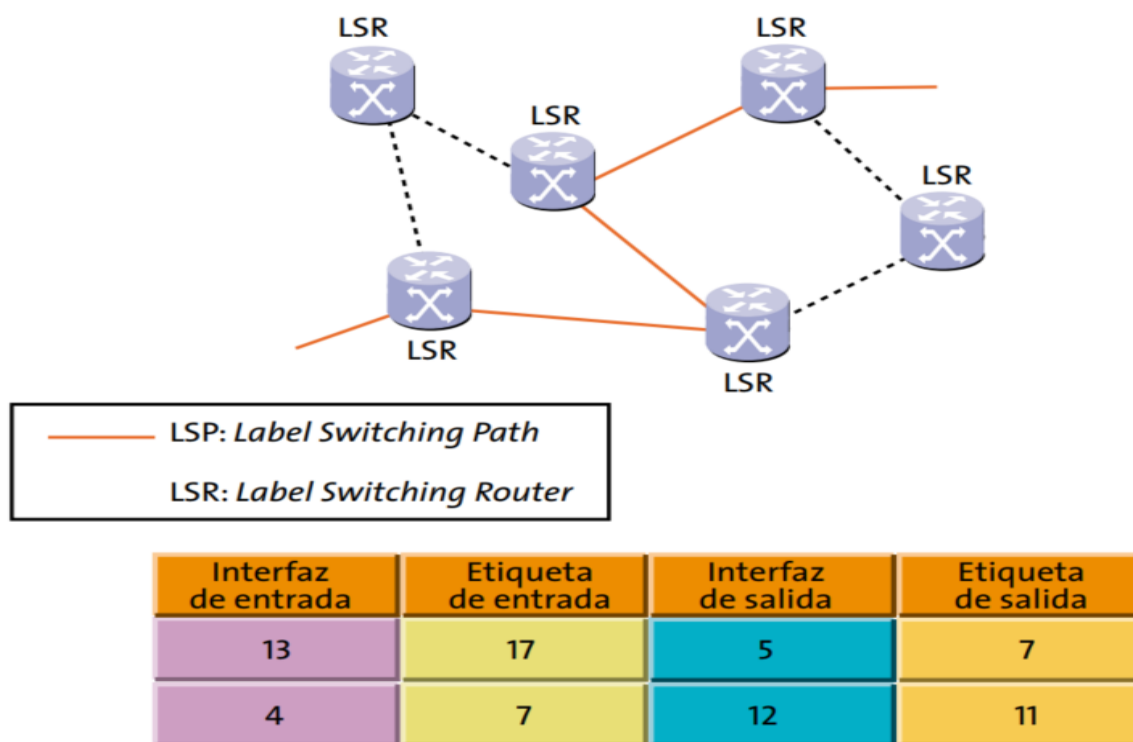 LSR
LSR
LSR
LSR
LSR
LSR
LSP: Label Switching Path
LSR: Label Switching Router
Interfaz de entrada
Etiqueta de entrada
Interfaz de salida
Etiqueta de salida
13 17 5 7
4 7 12 11